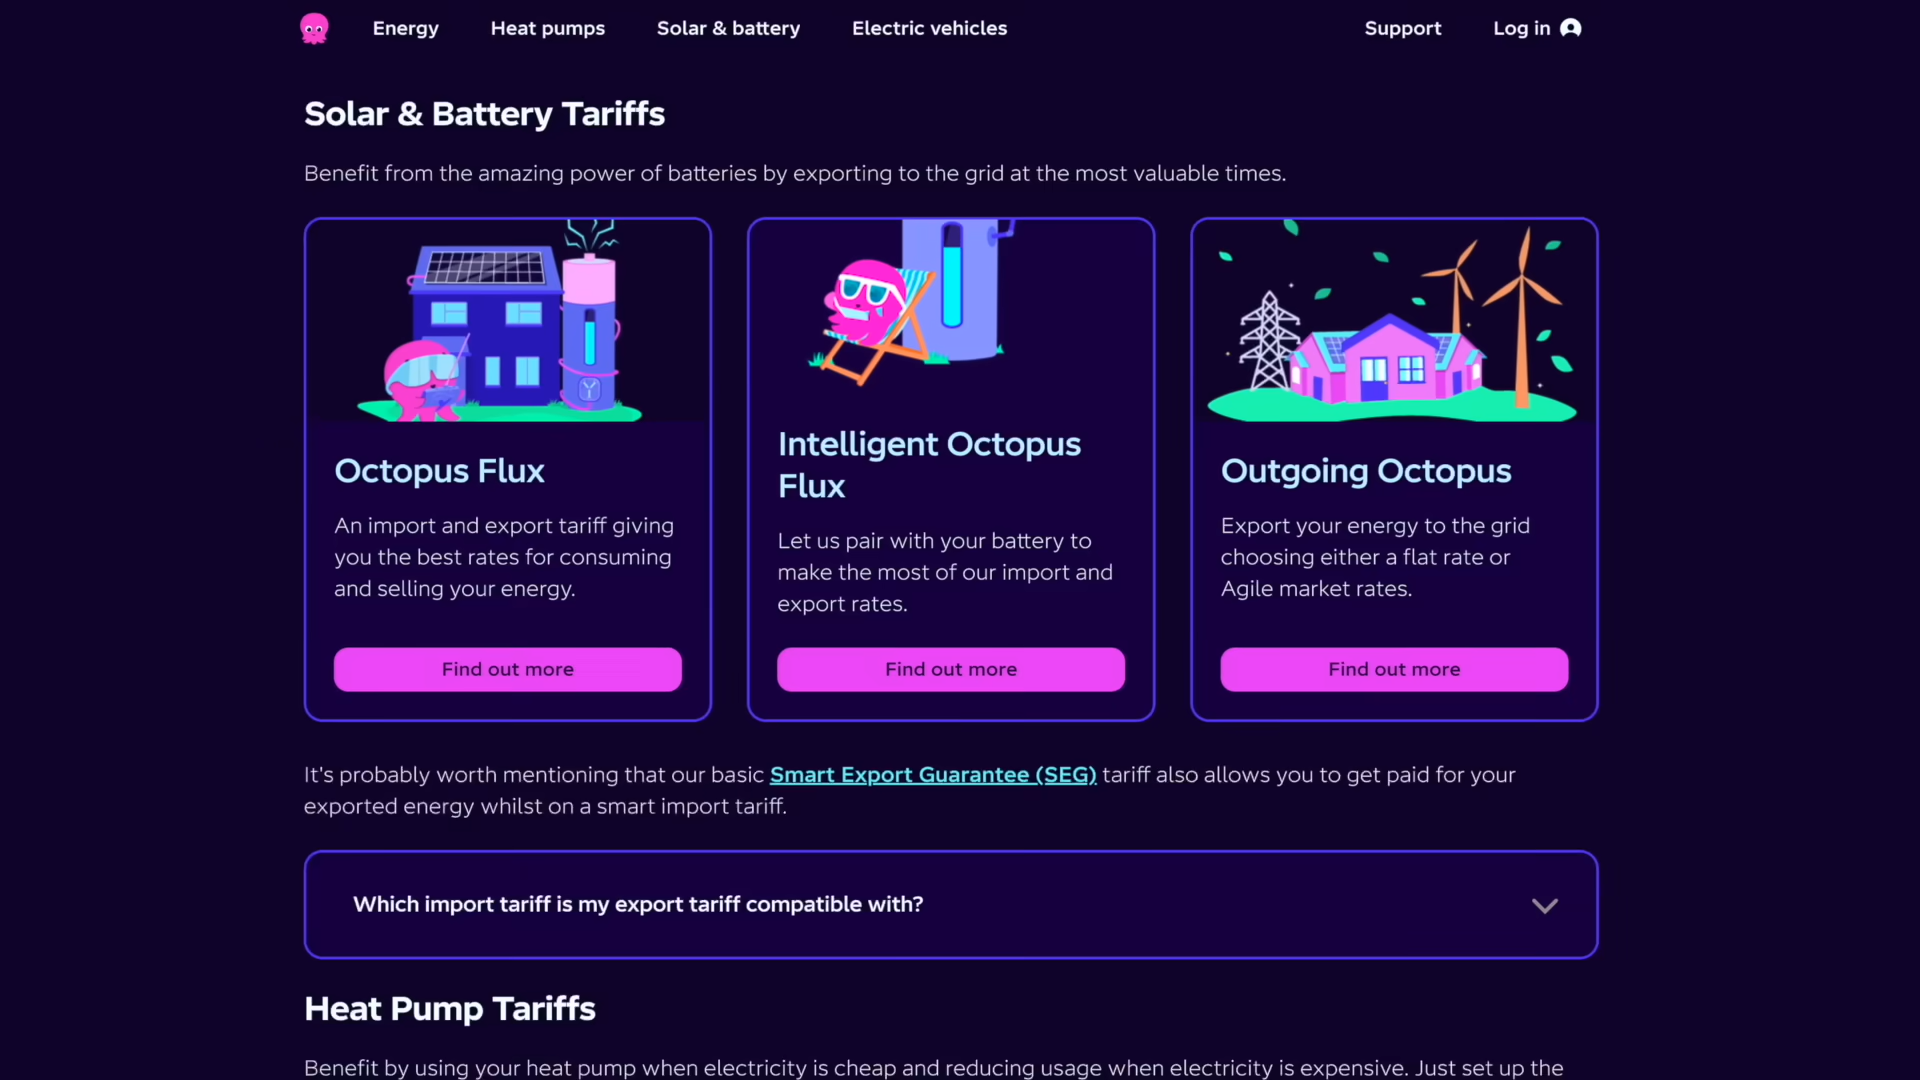 Energy Heat pumps Solar & battery Electric vehicles Support Log in
Solar & Battery Tariffs
Benefit from the amazing power of batteries by exporting to the grid at the most valuable times.
Octopus Flux
An import and export tariff giving
you the best rates for consuming
and selling your energy.
Find out more
Intelligent Octopus
Flux
Let us pair with your battery to
make the most of our import and
export rates.
Find out more
Outgoing Octopus
Export your energy to the grid
choosing either a flat rate or
Agile market rates.
Find out more
It's probably worth mentioning that our basic Smart Export Guarantee (SEG) tariff also allows you to get paid for your
exported energy whilst on a smart import tariff.
Which import tariff is my export tariff compatible with?
Heat Pump Tariffs
Benefit by using your heat pump when electricity is cheap and reducing usage when electricity is expensive. Just set up the